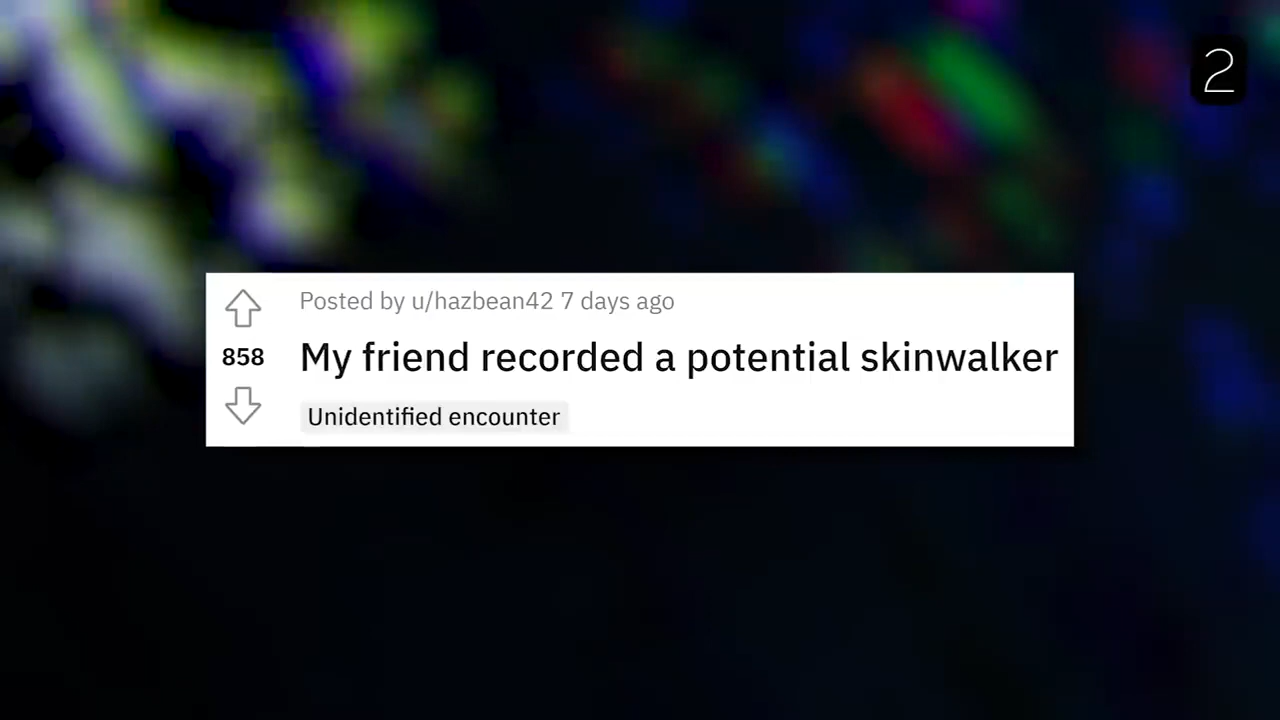 2
Posted by u/hazbean42 7 days ago
858
My friend recorded a potential skinwalker
Unidentified encounter